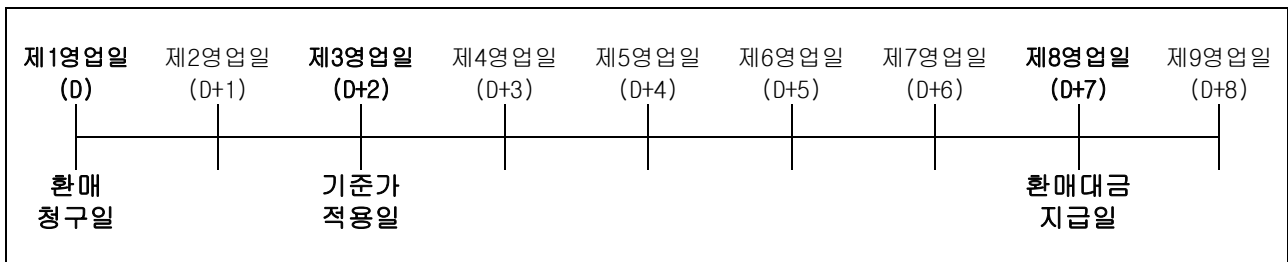 제1영업일 제2영업일 제3영업일 제4영업일 제5영업일 제6영업일 제7영업일 제8영업일 제9영업일
(D) (D+1) (D+2) (D+3) (D+4) (D+5) (D+6) (D+7) (D+8)
환매 기준가 환매대금
청구일 적용일 지급일